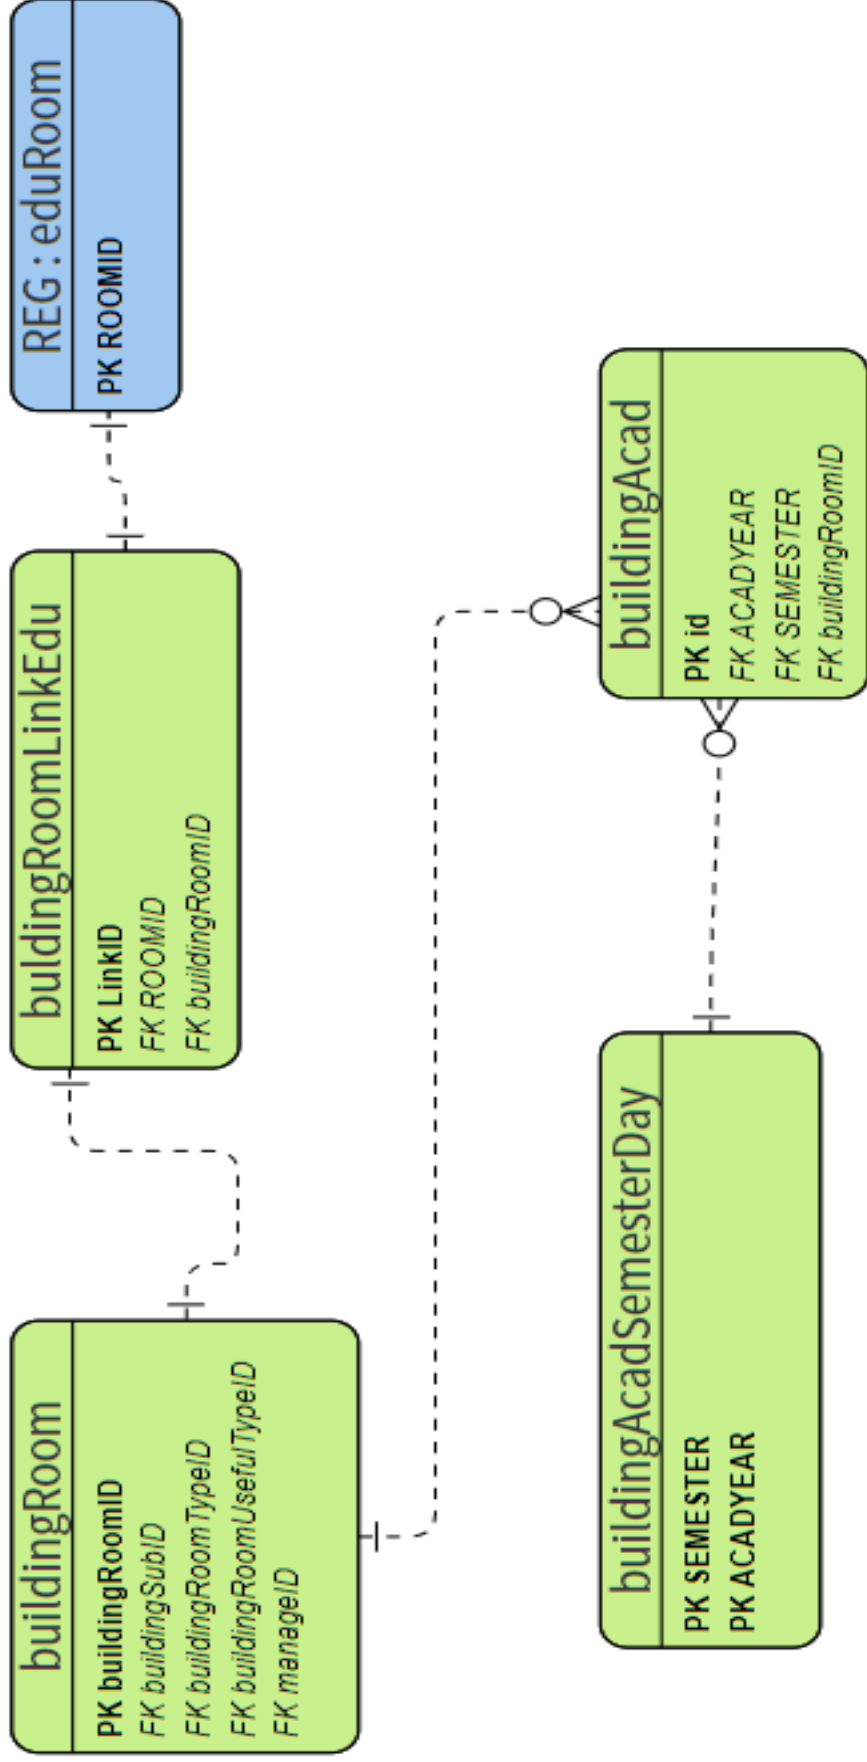 buildingRoom
PK buildingRoomID
FK buildingSubID
FK buildingRoomTypeID
FK buildingRoomUsefulTypeID
FK manageID
buldingRoomLinkEdu
PK LinkID
FK ROOMID
FK buildingRoomID
REG : eduRoom
PK ROOMID
buildingAcadSemesterDay
PK SEMESTER
PK ACADYEAR
buildingAcad
PK id
FK ACADYEAR
FK SEMESTER
FK buildingRoomID